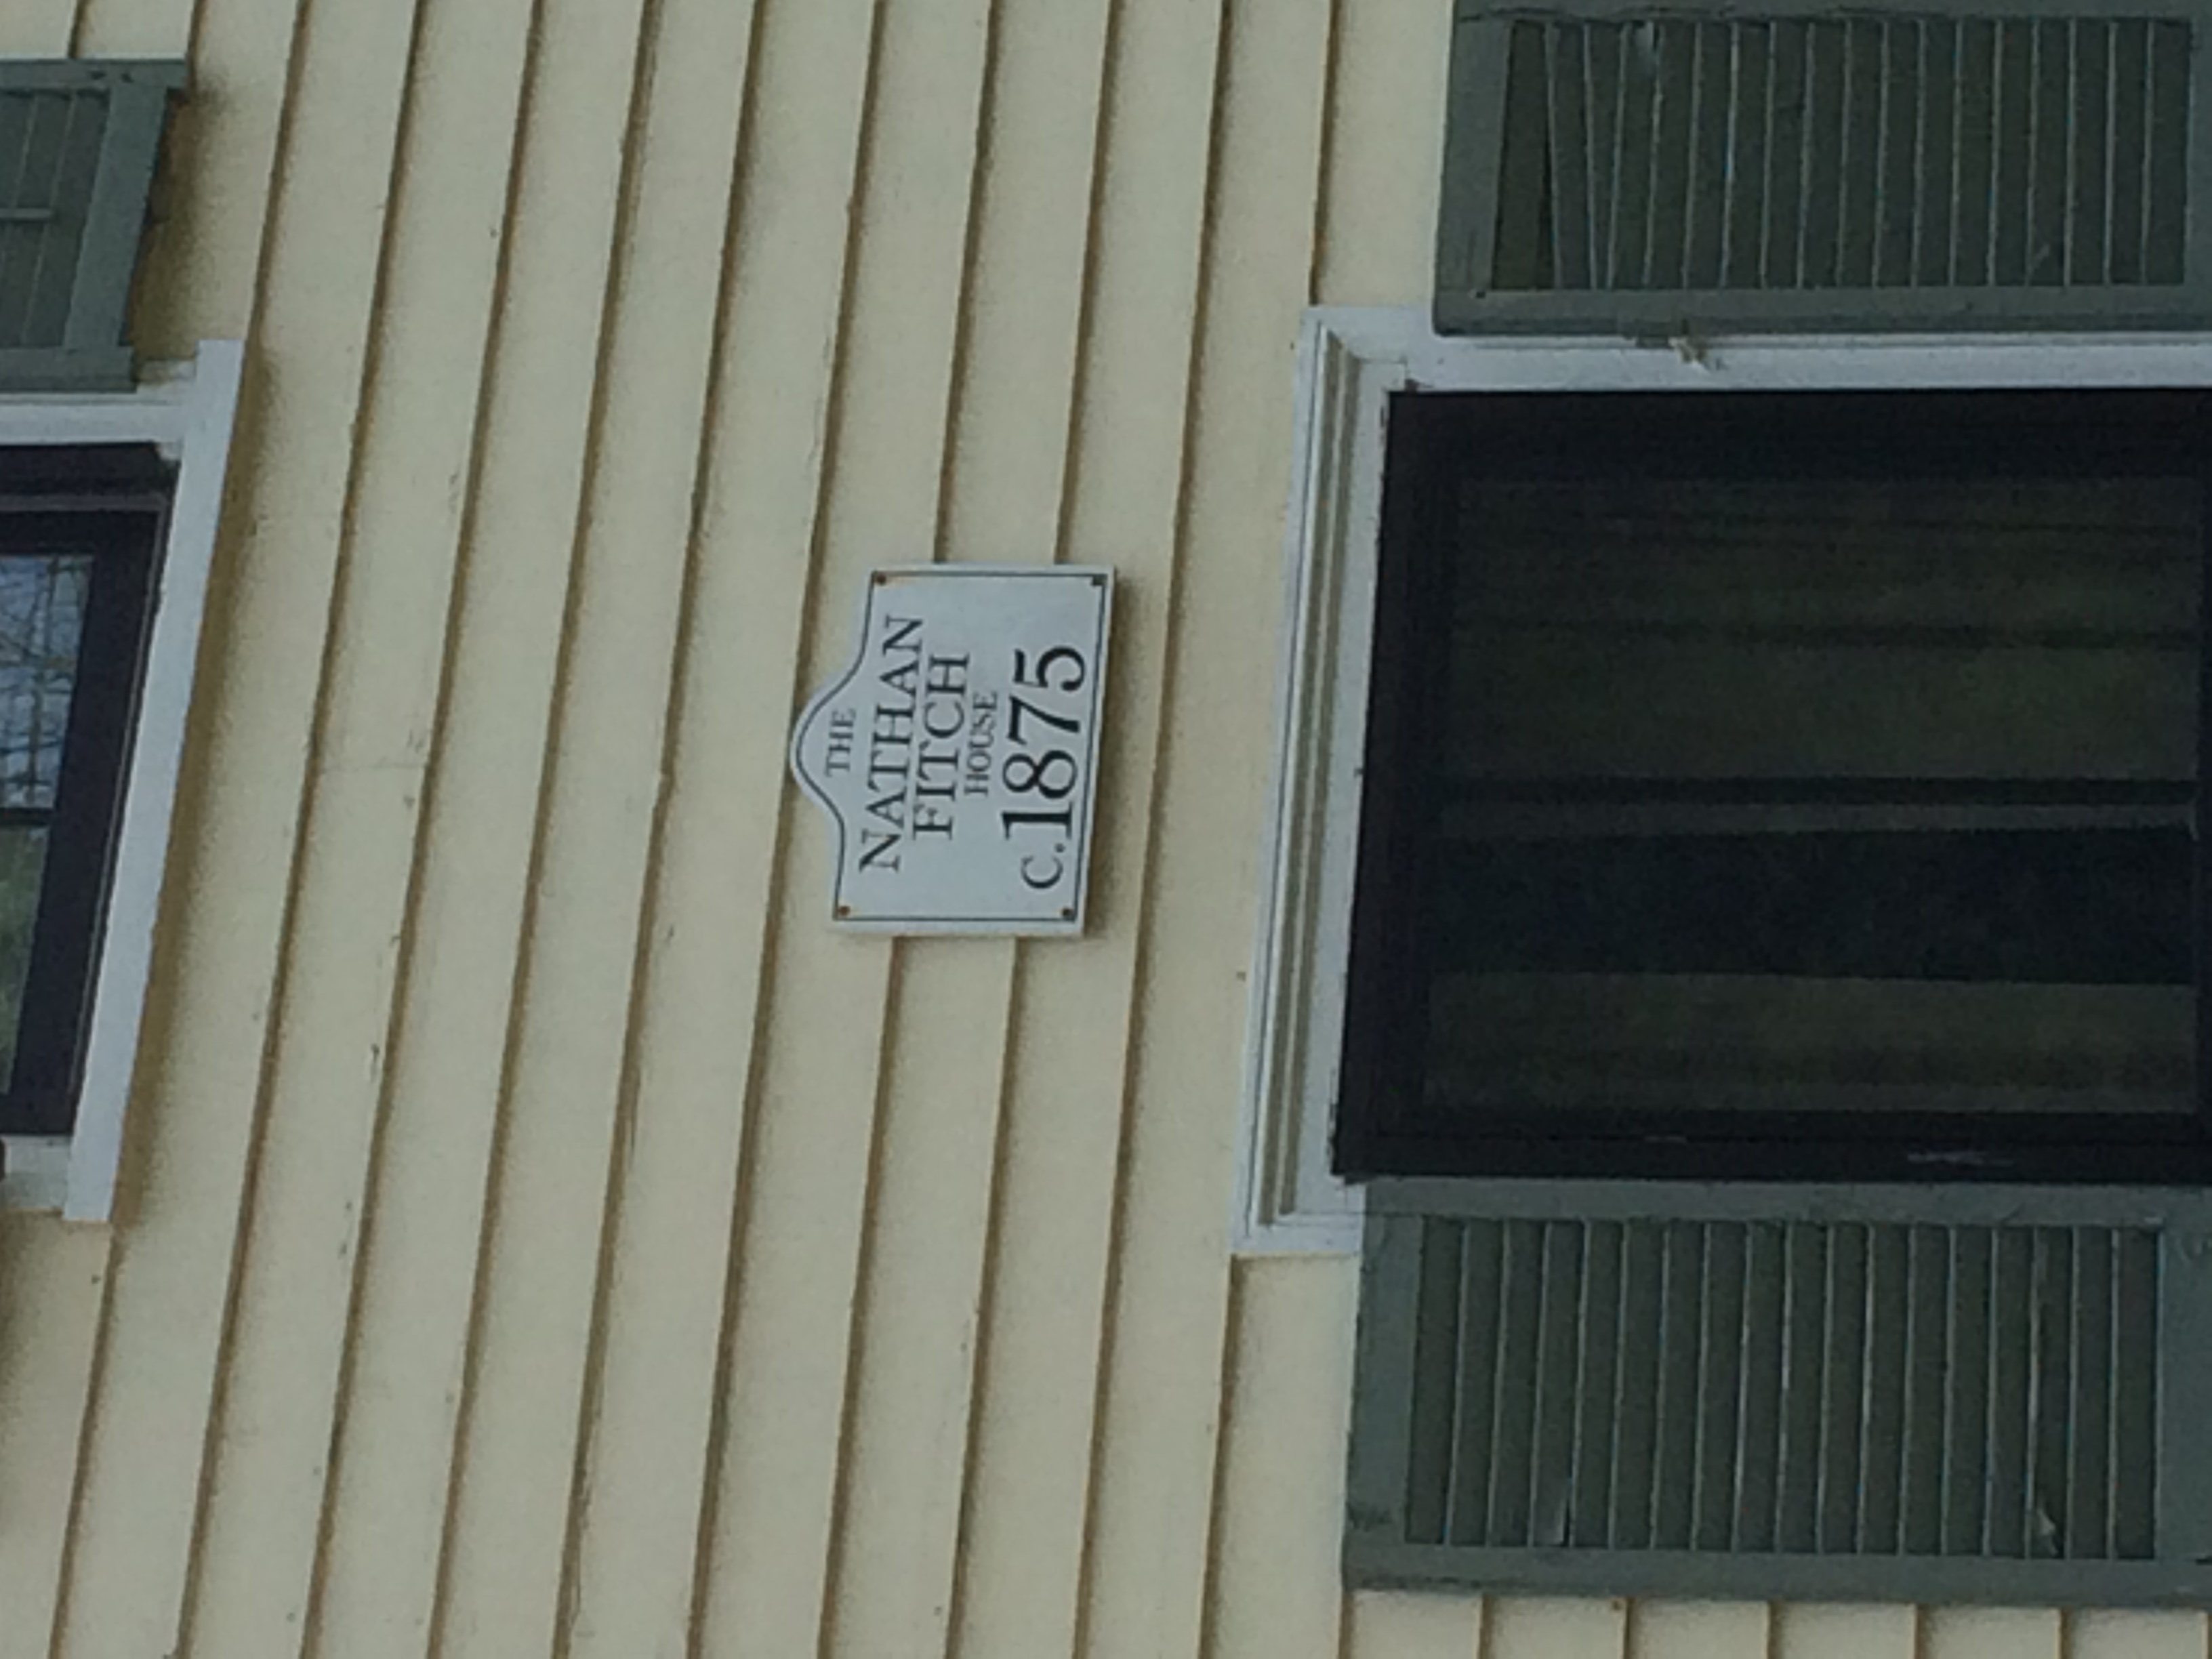 THE
NATHAN
FITCH
HOUSE
c.1875